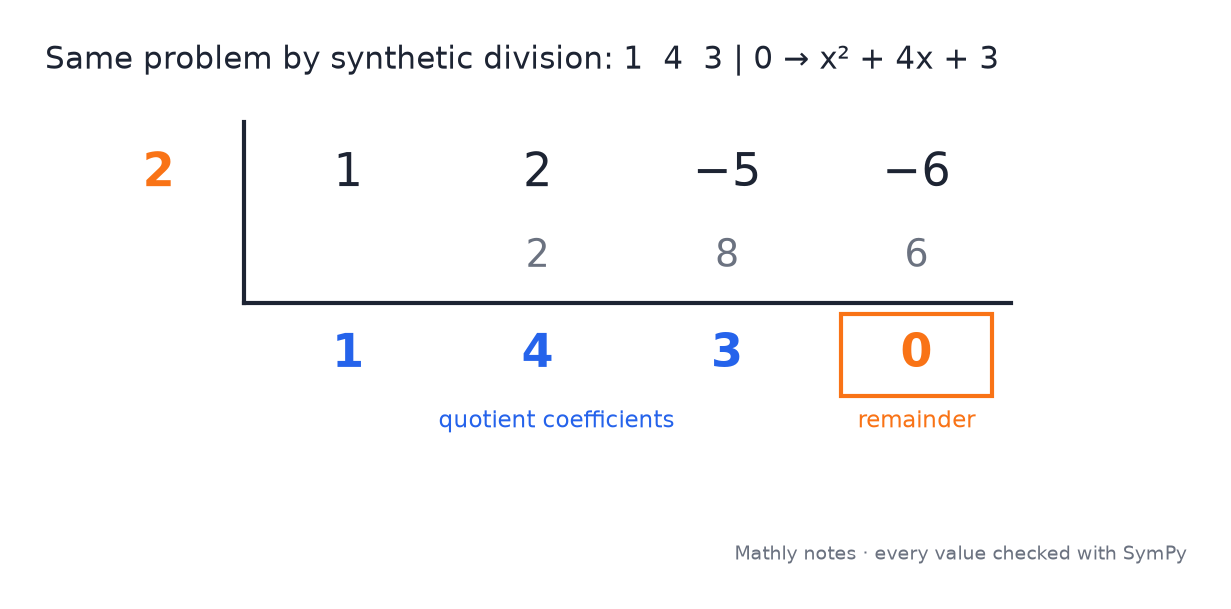 Same problem by synthetic division: 1 4 3 | 0 → x² + 4x + 3
2 1 2 −5 −6
2 8 6
1 4 3 0
quotient coefficients remainder
Mathly notes · every value checked with SymPy